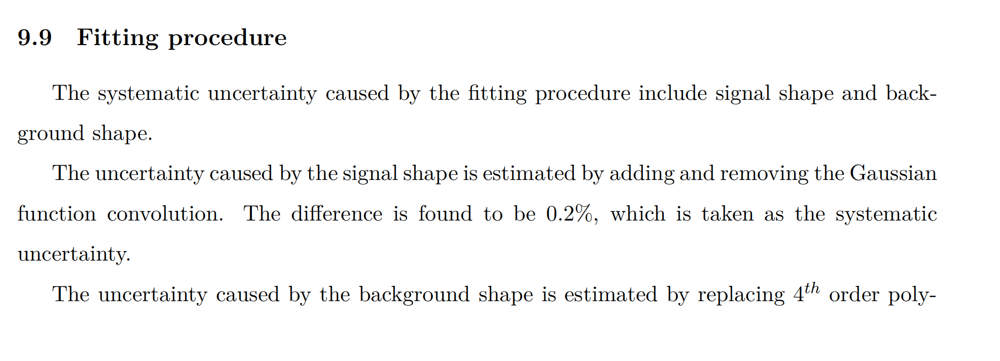 9.9 Fitting procedure
The systematic uncertainty caused by the fitting procedure include signal shape and back-
ground shape.
The uncertainty caused by the signal shape is estimated by adding and removing the Gaussian
function convolution. The difference is found to be 0.2%, which is taken as the systematic
uncertainty.
The uncertainty caused by the background shape is estimated by replacing 4th order poly-